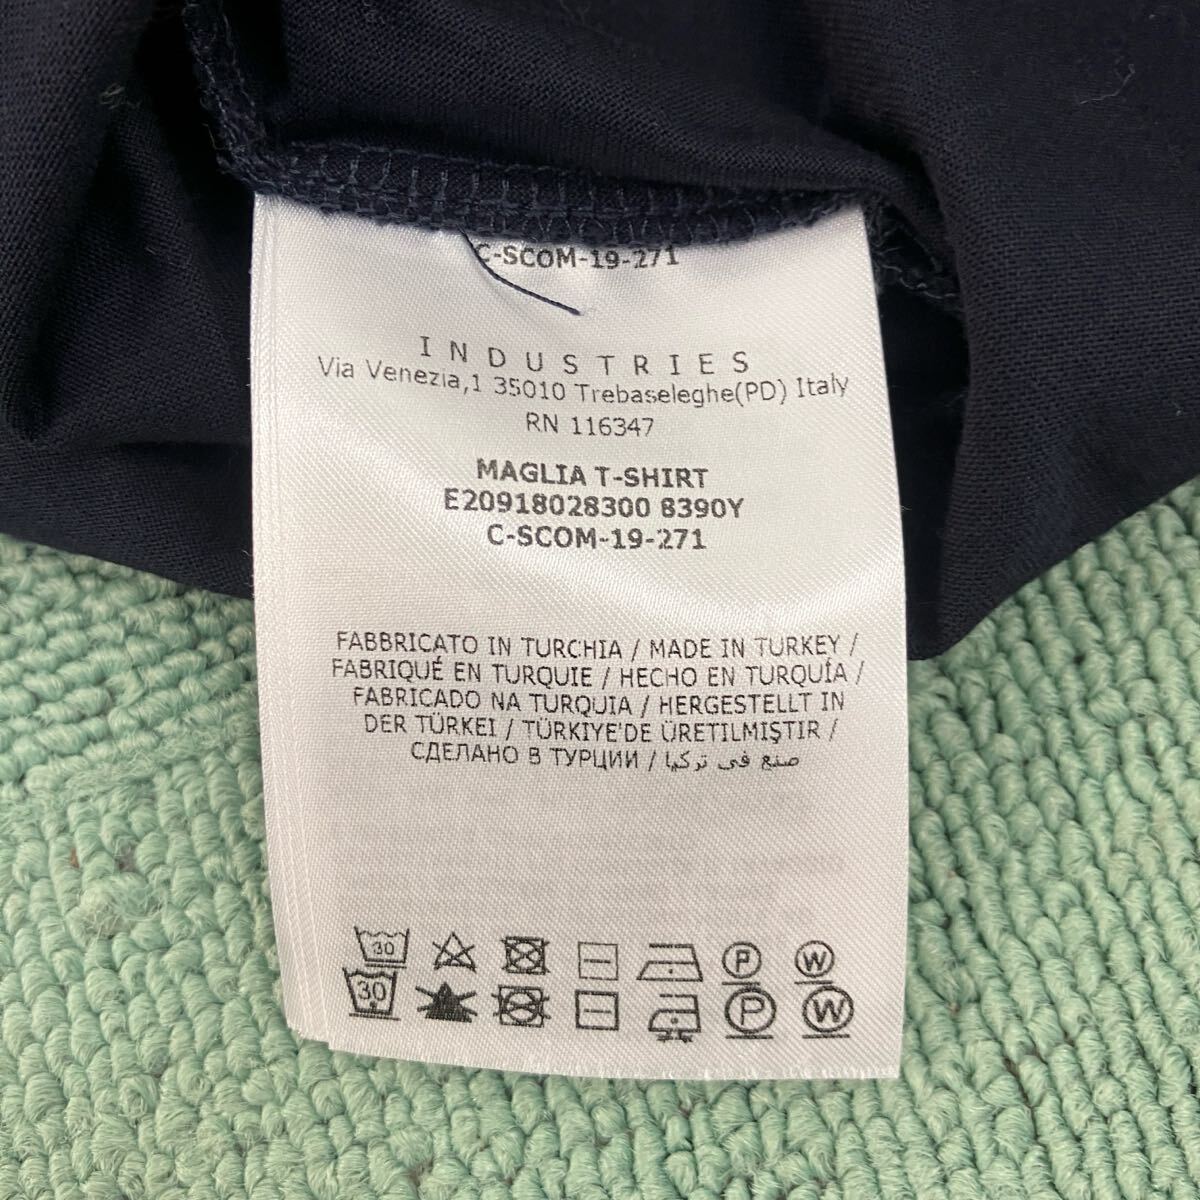 C-SCOM-19-271
INDUSTRIES
Via Venezia,1 35010 Trebaseleghe(PD) Italy
RN 116347
MAGLIA T-SHIRT
E20918028300 8390Y
C-SCOM-19-271
FABBRICATO IN TURCHIA / MADE IN TURKEY /
FABRIQUÉ EN TURQUIE / HECHO EN TURQUÍA /
FABRICADO NA TURQUIA / HERGESTELLT IN
DER TÜRKEI / TÜRKIYE'DE ÜRETILMIŞTIR /
СДЕЛАНО В ТУРЦИИ / صنع في تركيا
30 P W
30 P W